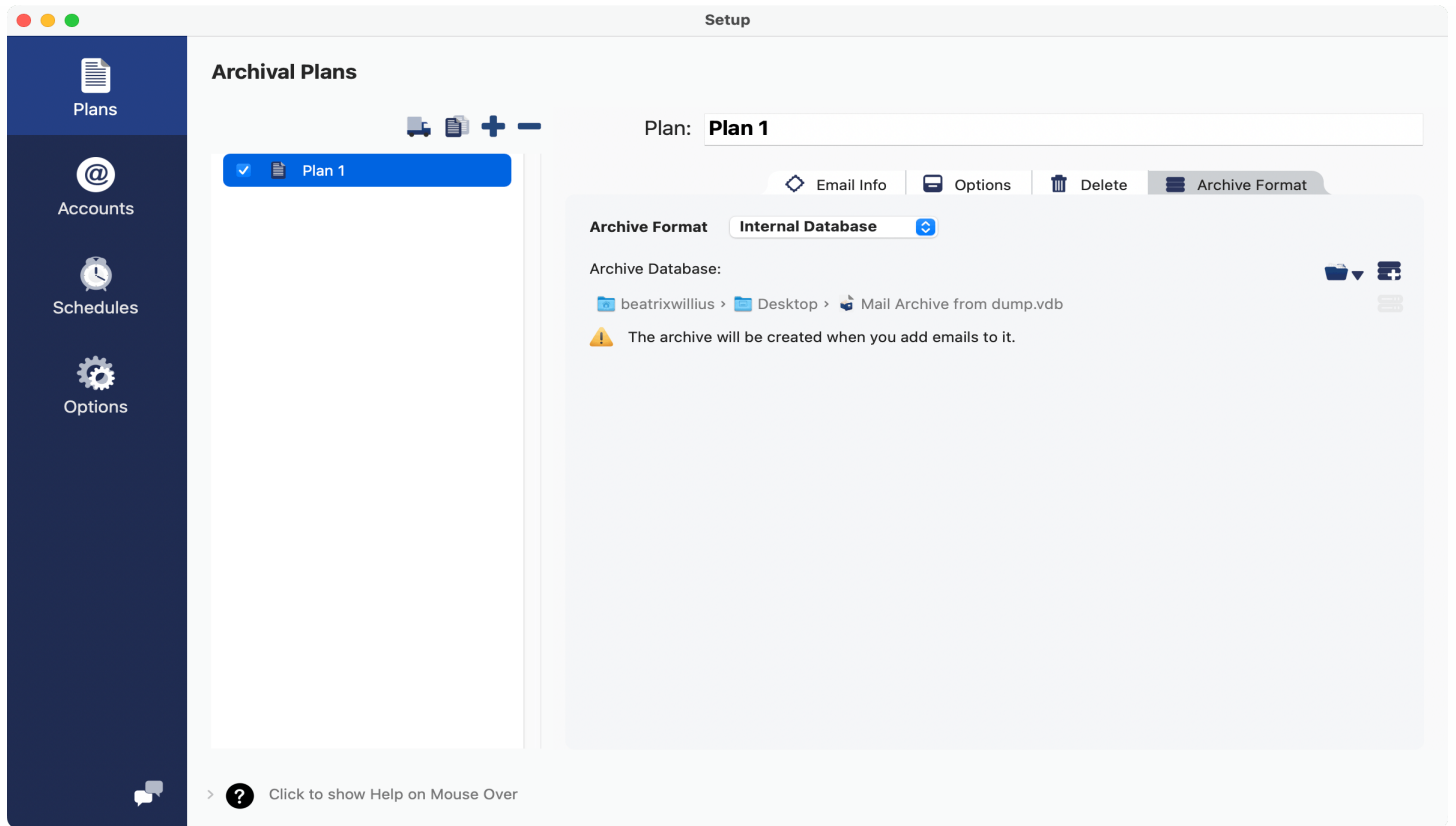 Setup
Plans
Accounts
Schedules
Options
Archival Plans
Plan 1
Plan: Plan 1
Email Info Options Delete Archive Format
Archive Format Internal Database
Archive Database:
beatrixwillius › Desktop › Mail Archive from dump.vdb
The archive will be created when you add emails to it.
? Click to show Help on Mouse Over